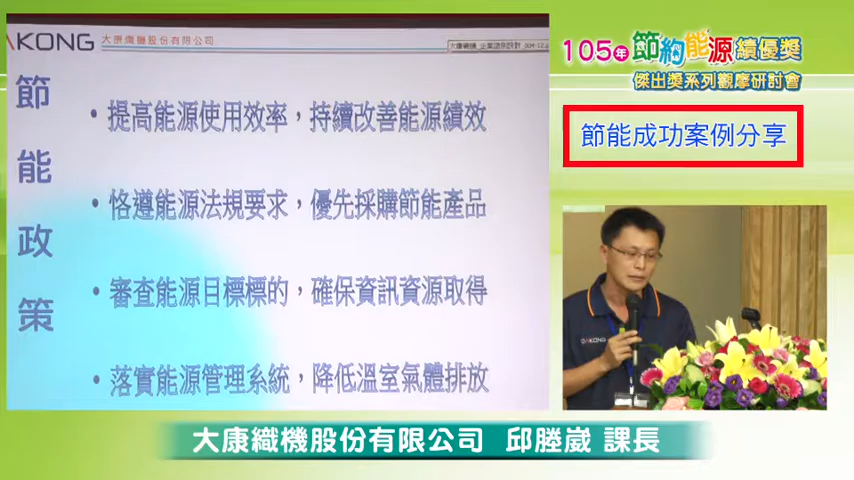 AKONG 大康織機股份有限公司
節能政策
•提高能源使用效率，持續改善能源績效
•恪遵能源法規要求，優先採購節能產品
•審查能源目標標的，確保資訊資源取得
•落實能源管理系統，降低溫室氣體排放
105年節約能源績優獎
傑出獎系列觀摩研討會
節能成功案例分享
DAKONG
大康織機股份有限公司 邱塍崴 課長